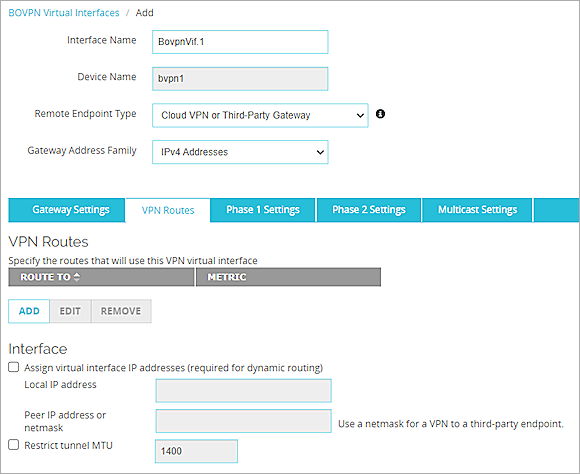 BOVPN Virtual Interfaces / Add
Interface Name BovpnVif.1
Device Name bvpn1
Remote Endpoint Type Cloud VPN or Third-Party Gateway
Gateway Address Family IPv4 Addresses
Gateway Settings VPN Routes Phase 1 Settings Phase 2 Settings Multicast Settings
VPN Routes
Specify the routes that will use this VPN virtual interface
ROUTE TO METRIC
ADD EDIT REMOVE
Interface
Assign virtual interface IP addresses (required for dynamic routing)
Local IP address
Peer IP address or
netmask Use a netmask for a VPN to a third-party endpoint.
Restrict tunnel MTU 1400